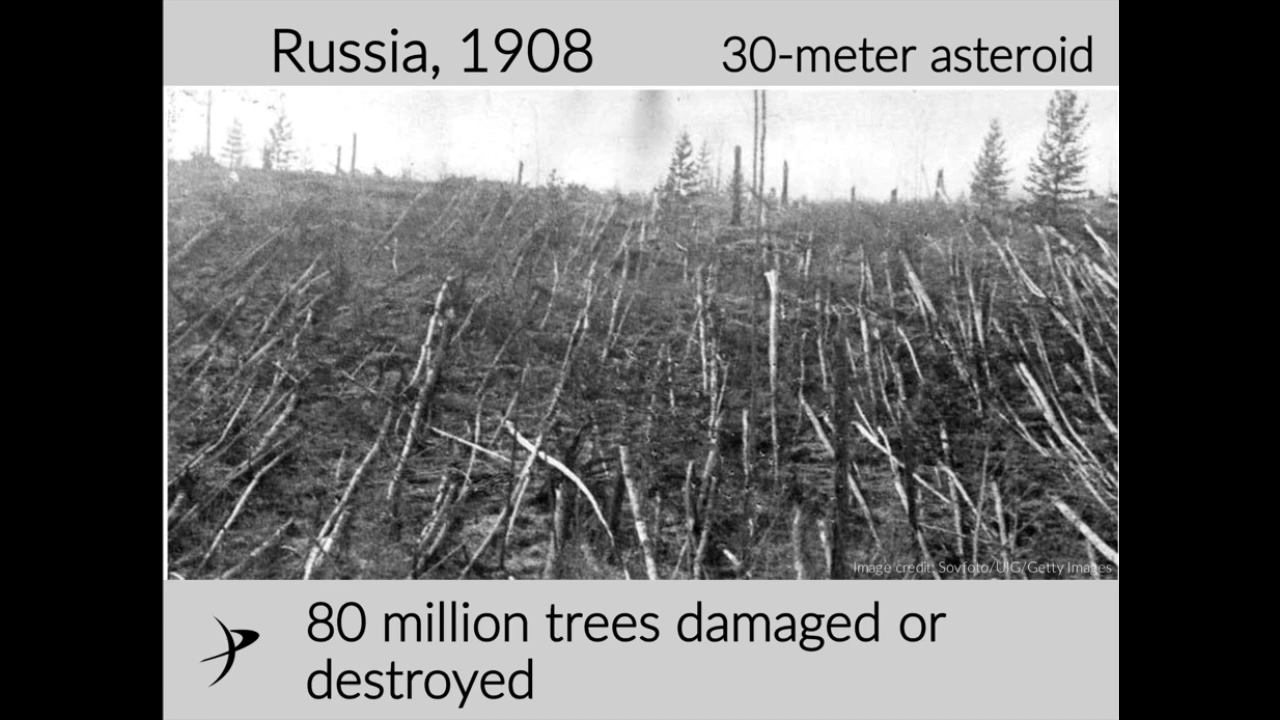 Russia, 1908
30-meter asteroid
Image credit: Sovfoto/UIG/Getty Images
80 million trees damaged or
destroyed